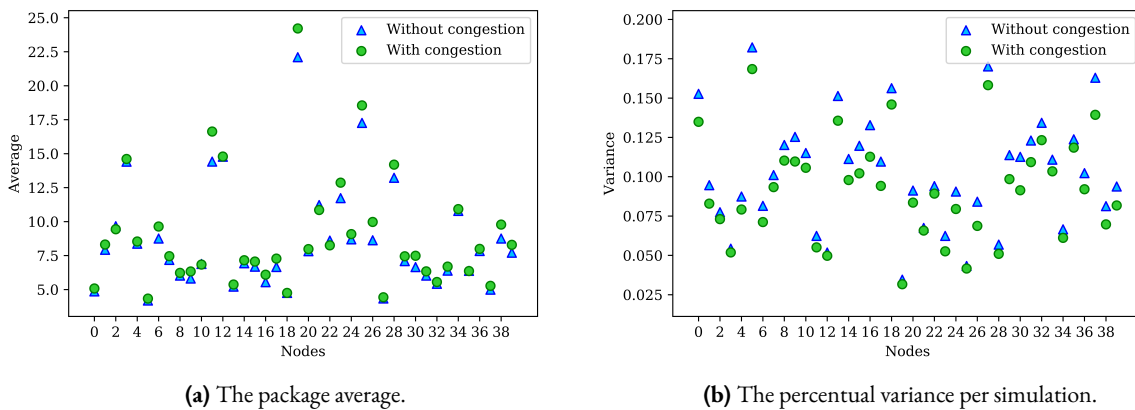 25.0
22.5
20.0
17.5
15.0
12.5
10.0
7.5
5.0
Average
0 2 4 6 8 10 12 14 16 18 20 22 24 26 28 30 32 34 36 38
Nodes
Without congestion
With congestion
(a) The package average.
0.200
0.175
0.150
0.125
0.100
0.075
0.050
0.025
Variance
0 2 4 6 8 10 12 14 16 18 20 22 24 26 28 30 32 34 36 38
Nodes
Without congestion
With congestion
(b) The percentual variance per simulation.